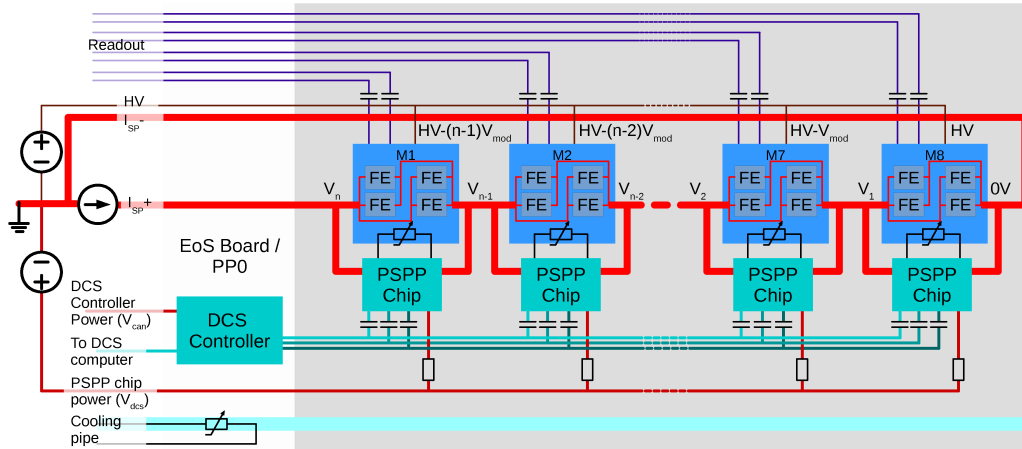 Readout
HV
I_SP-
HV-(n-1)V_mod
HV-(n-2)V_mod
HV-V_mod
HV
M1
M2
M7
M8
FE FE
FE FE
FE FE
FE FE
FE FE
FE FE
FE FE
FE FE
V_n
V_n-1
V_n-2
V_2
V_1
0V
I_SP+
EoS Board /
PP0
PSPP
Chip
PSPP
Chip
PSPP
Chip
PSPP
Chip
DCS
Controller
Power (V_can)
DCS
Controller
To DCS
computer
PSPP chip
power (V_dcs)
Cooling
pipe